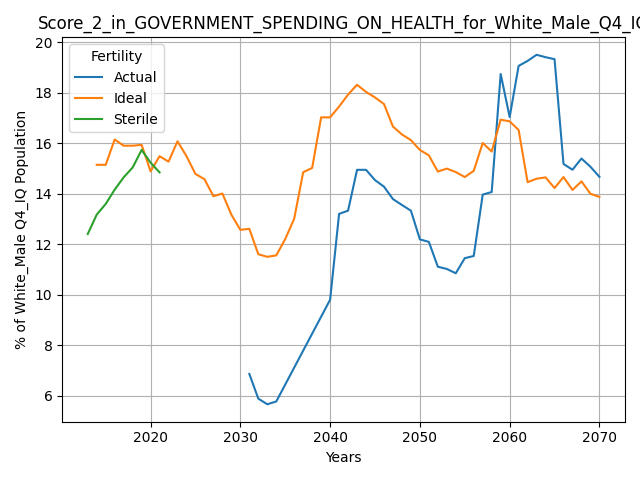 Score_2_in_GOVERNMENT_SPENDING_ON_HEALTH_for_White_Male_Q4_IQ
Fertility
Actual
Ideal
Sterile
% of White_Male Q4_IQ Population
20
18
16
14
12
10
8
6
2020 2030 2040 2050 2060 2070
Years